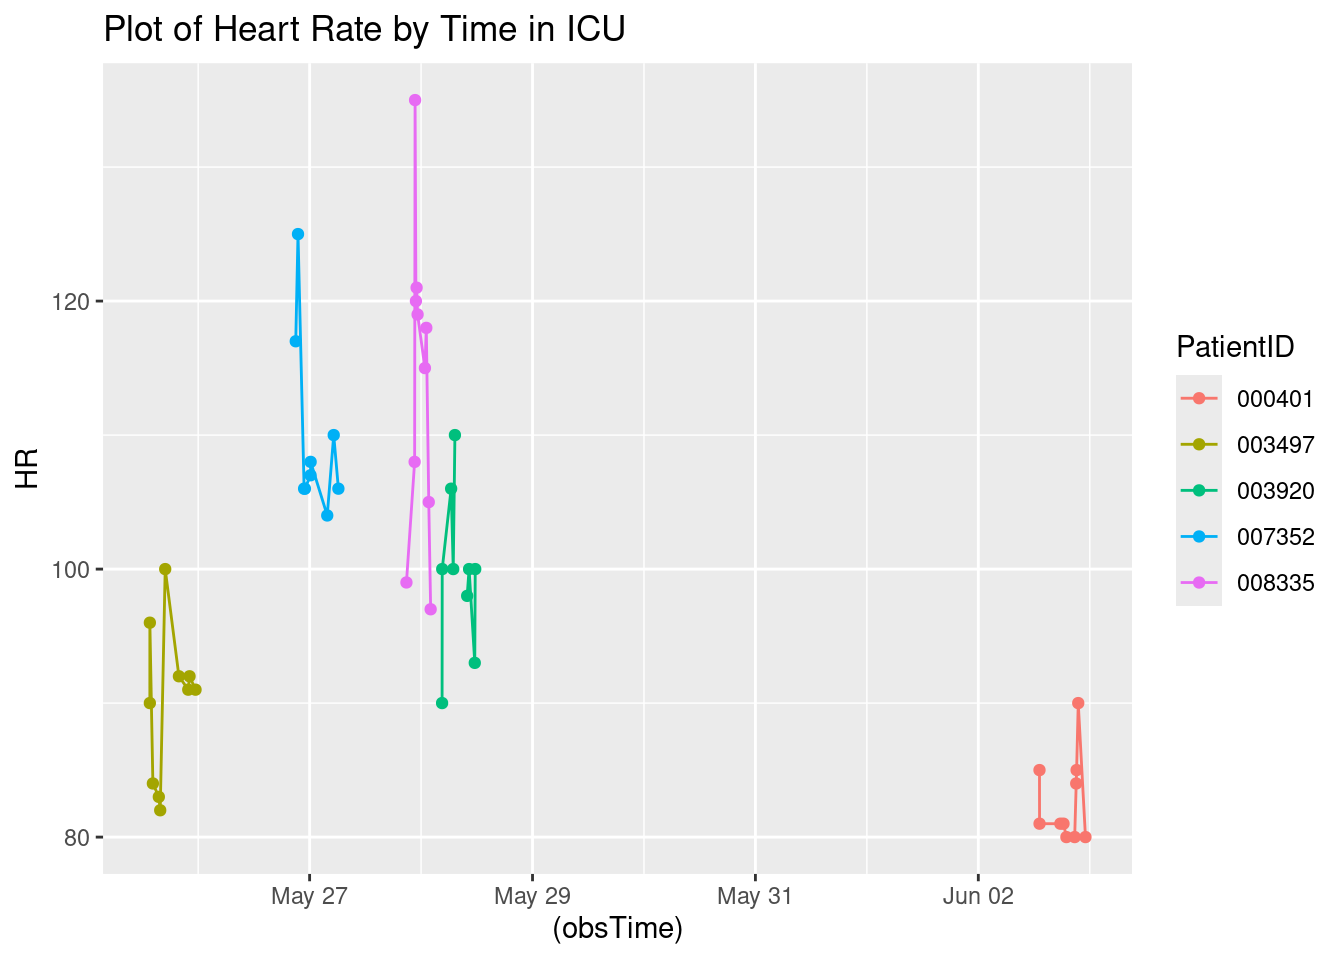 Plot of Heart Rate by Time in ICU
HR
120
100
80
May 27
May 29
May 31
Jun 02
(obsTime)
PatientID
000401
003497
003920
007352
008335